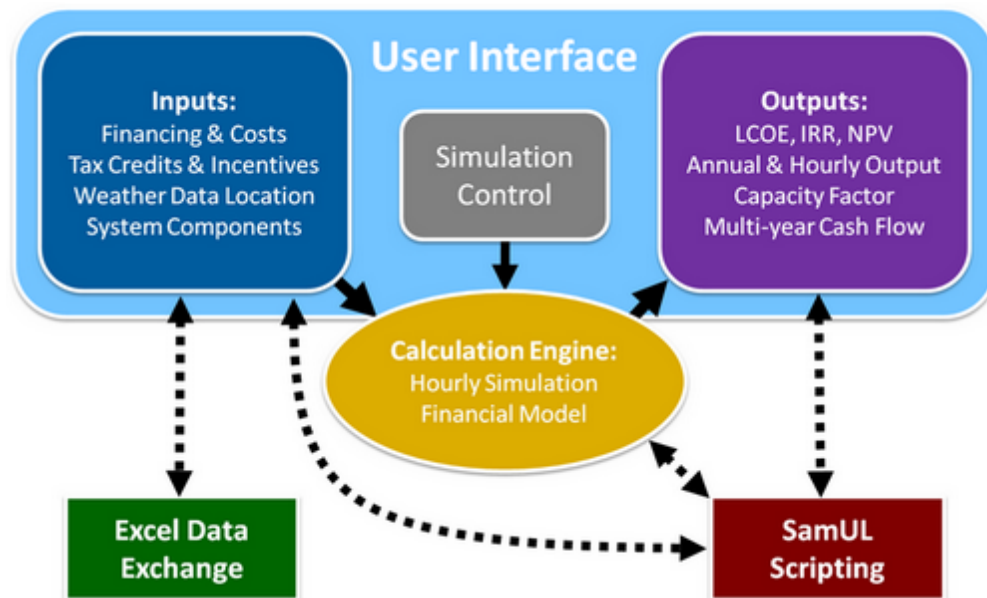 User Interface
Inputs:
Financing & Costs
Tax Credits & Incentives
Weather Data Location
System Components
Simulation
Control
Outputs:
LCOE, IRR, NPV
Annual & Hourly Output
Capacity Factor
Multi-year Cash Flow
Calculation Engine:
Hourly Simulation
Financial Model
Excel Data
Exchange
SamUL
Scripting